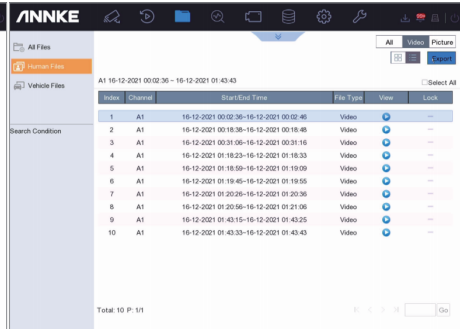 ANNKE
All Files
Human Files
Vehicle Files
Search Condition
All Video Picture
Export
A1 16-12-2021 00:02:36 – 16-12-2021 01:43:43
Select All
Index Channel Start/End Time File Type View Lock
1 A1 16-12-2021 00:02:36~16-12-2021 00:02:46 Video
2 A1 16-12-2021 00:18:38~16-12-2021 00:18:48 Video
3 A1 16-12-2021 00:31:06~16-12-2021 00:31:16 Video
4 A1 16-12-2021 01:18:23~16-12-2021 01:18:33 Video
5 A1 16-12-2021 01:18:59~16-12-2021 01:19:09 Video
6 A1 16-12-2021 01:19:45~16-12-2021 01:19:55 Video
7 A1 16-12-2021 01:20:26~16-12-2021 01:20:36 Video
8 A1 16-12-2021 01:20:56~16-12-2021 01:21:06 Video
9 A1 16-12-2021 01:43:15~16-12-2021 01:43:25 Video
10 A1 16-12-2021 01:43:33~16-12-2021 01:43:43 Video
Total: 10 P: 1/1
Go